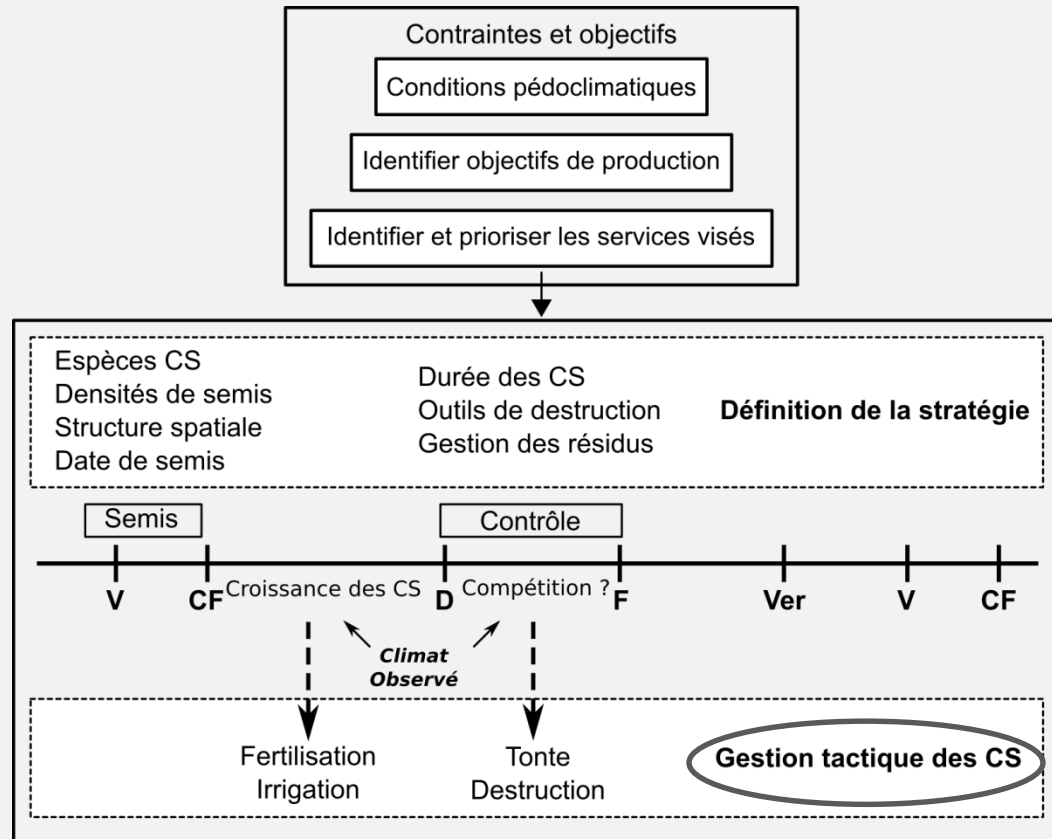 Contraintes et objectifs
Conditions pédoclimatiques
Identifier objectifs de production
Identifier et prioriser les services visés
Espèces CS
Densités de semis
Structure spatiale
Date de semis
Durée des CS
Outils de destruction
Gestion des résidus
Définition de la stratégie
Semis
Contrôle
V
CF
Croissance des CS
D
Compétition ?
F
Ver
V
CF
Climat
Observé
Fertilisation
Irrigation
Tonte
Destruction
Gestion tactique des CS